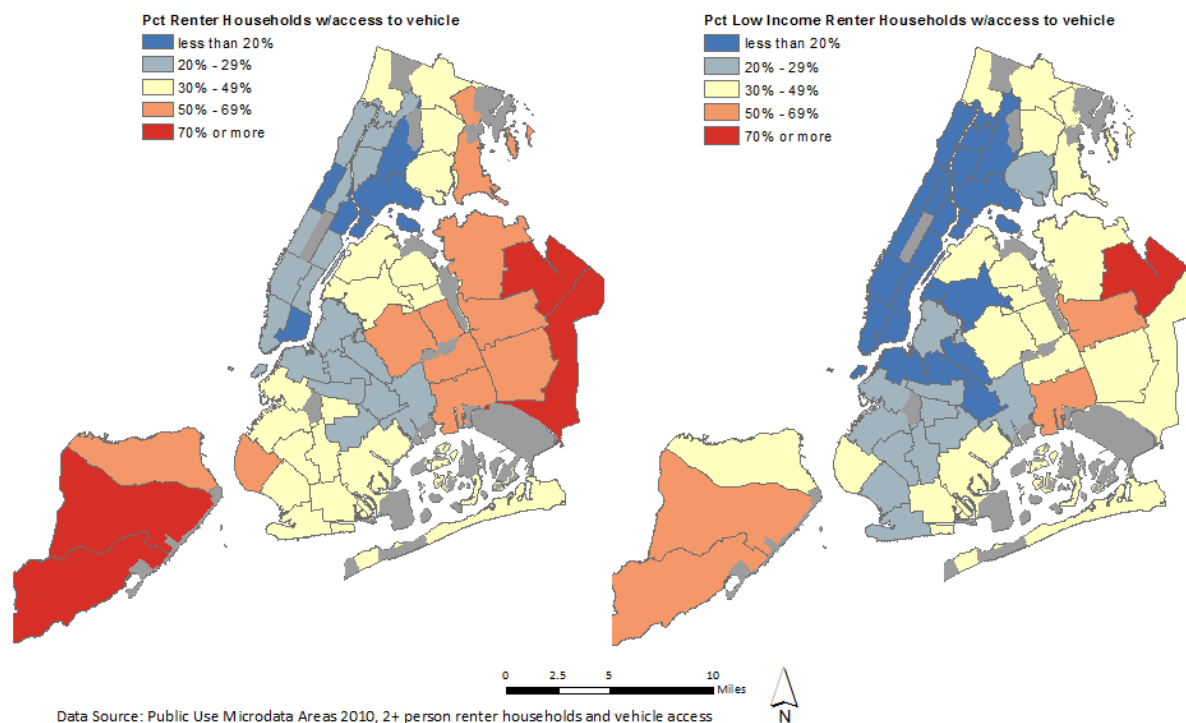 Pct Renter Households w/access to vehicle
less than 20%
20% - 29%
30% - 49%
50% - 69%
70% or more
Pct Low Income Renter Households w/access to vehicle
less than 20%
20% - 29%
30% - 49%
50% - 69%
70% or more
0 2.5 5 10
Miles
N
Data Source: Public Use Microdata Areas 2010, 2+ person renter households and vehicle access